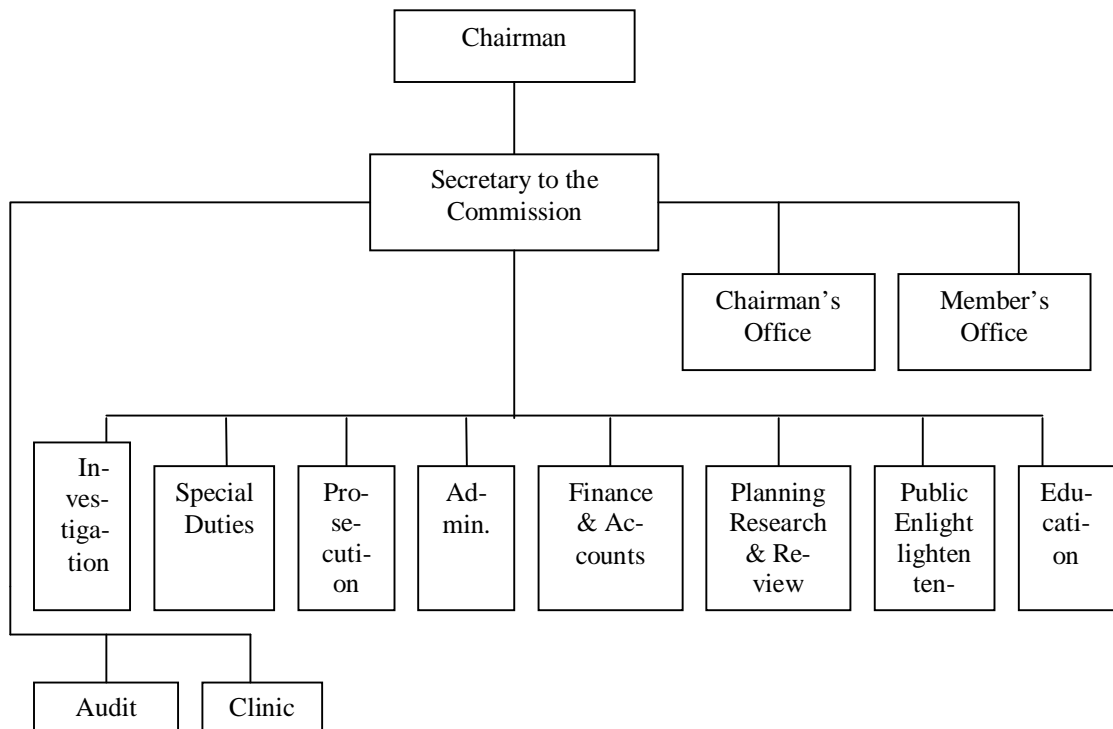 Chairman
Secretary to the
Commission
Chairman’s
Office
Member’s
Office
In-
ves-
tiga-
tion
Special
Duties
Pro-
se-
cuti-
on
Ad-
min.
Finance
& Ac-
counts
Planning
Research
& Re-
view
Public
Enlight
lighten
ten-
Edu-
cati-
on
Audit
Clinic